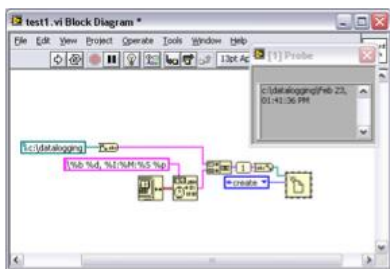 test1.vi Block Diagram *
File Edit View Project Operate Tools Window Help
13pt Ap
[1] Probe
c:\datalogging\Feb 23,
01:41:36 PM
c:\datalogging
\%b %d, %I:%M:%S %p
create